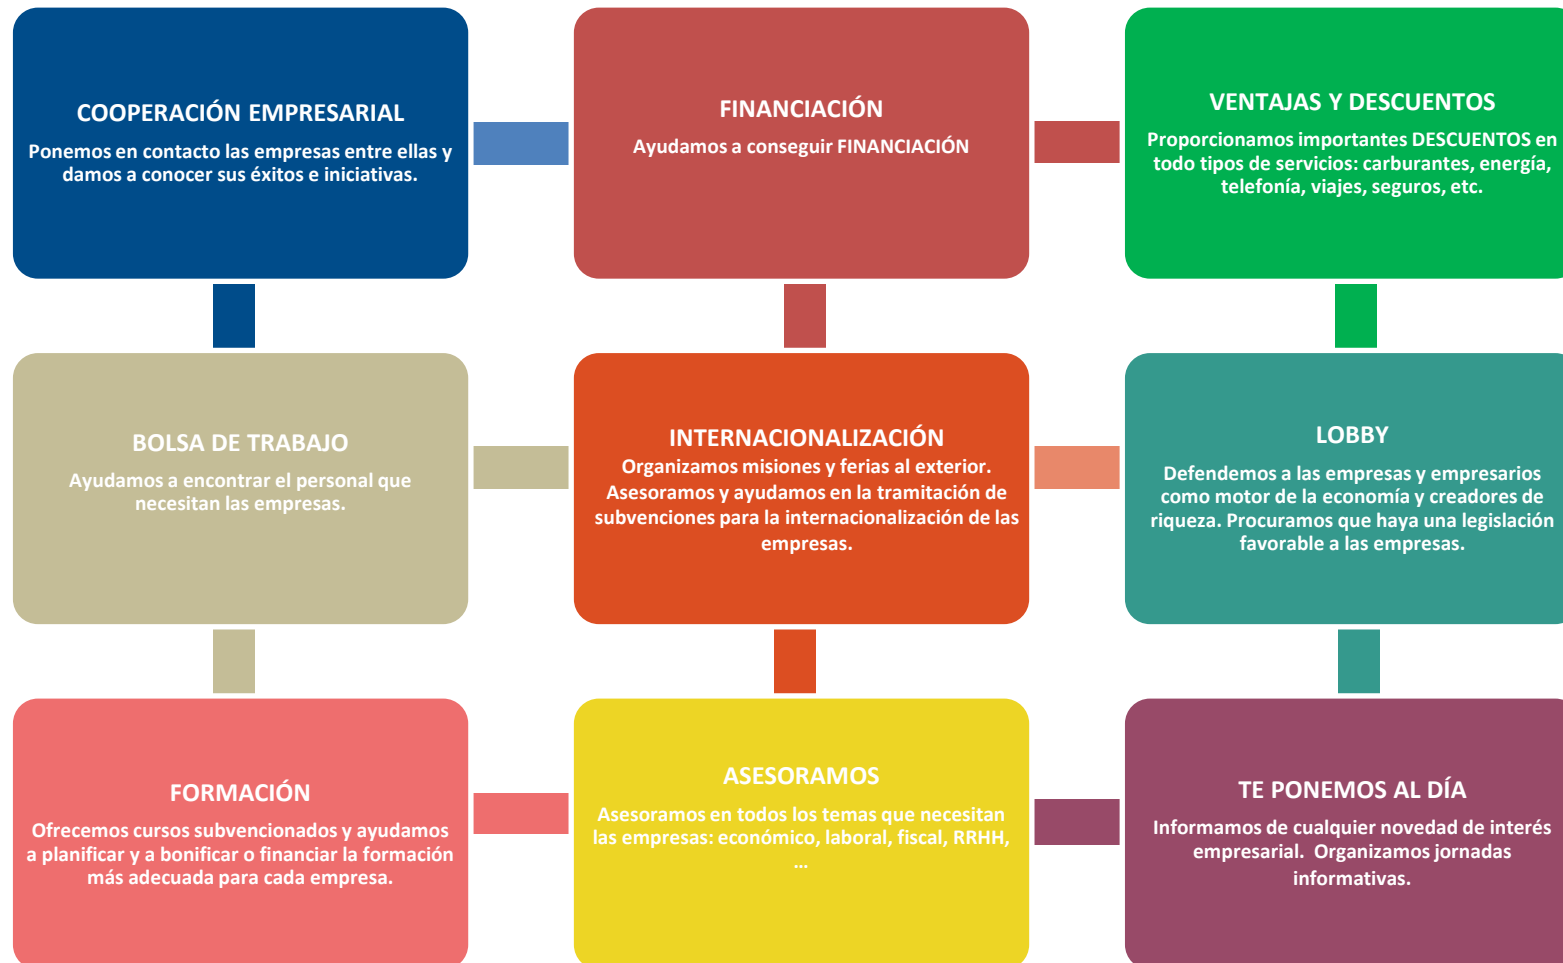 COOPERACIÓN EMPRESARIAL
Ponemos en contacto las empresas entre ellas y
damos a conocer sus éxitos e iniciativas.
FINANCIACIÓN
Ayudamos a conseguir FINANCIACIÓN
VENTAJAS Y DESCUENTOS
Proporcionamos importantes DESCUENTOS en
todo tipos de servicios: carburantes, energía,
telefonía, viajes, seguros, etc.
BOLSA DE TRABAJO
Ayudamos a encontrar el personal que
necesitan las empresas.
INTERNACIONALIZACIÓN
Organizamos misiones y ferias al exterior.
Asesoramos y ayudamos en la tramitación de
subvenciones para la internacionalización de las
empresas.
LOBBY
Defendemos a las empresas y empresarios
como motor de la economía y creadores de
riqueza. Procuramos que haya una legislación
favorable a las empresas.
FORMACIÓN
Ofrecemos cursos subvencionados y ayudamos
a planificar y a bonificar o financiar la formación
más adecuada para cada empresa.
ASESORAMOS
Asesoramos en todos los temas que necesitan
las empresas: económico, laboral, fiscal, RRHH,
...
TE PONEMOS AL DÍA
Informamos de cualquier novedad de interés
empresarial.  Organizamos jornadas
informativas.